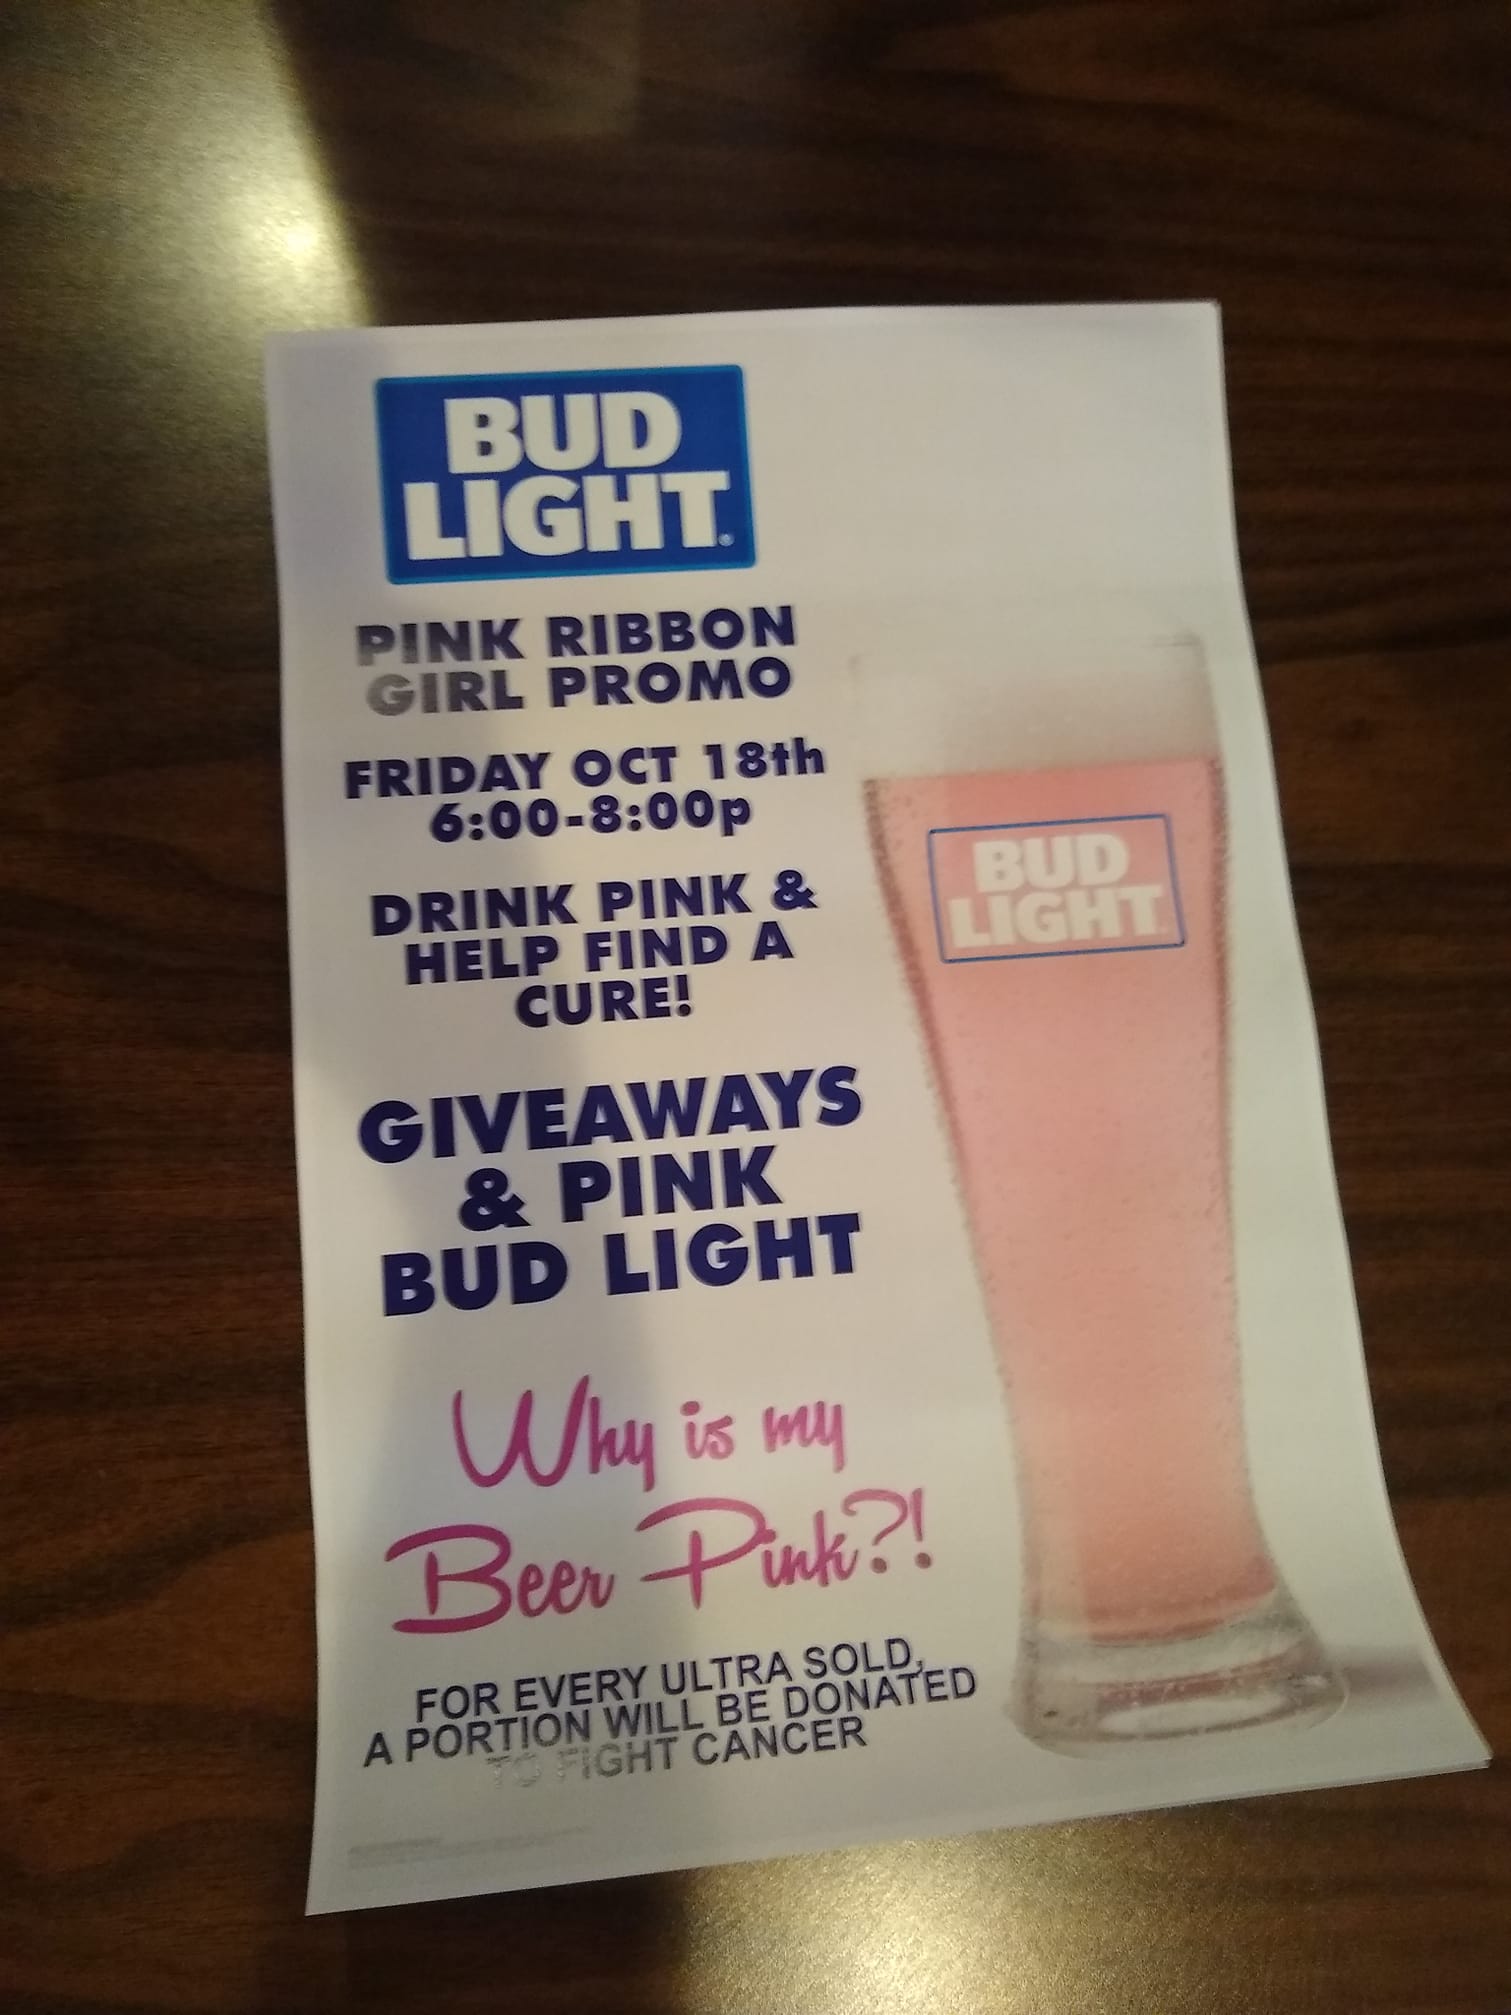 BUD
LIGHT
PINK RIBBON
GIRL PROMO
FRIDAY OCT 18th
6:00-8:00p
DRINK PINK &
HELP FIND A
CURE!
GIVEAWAYS
& PINK
BUD LIGHT
Why is my
Beer Pink?!
FOR EVERY ULTRA SOLD,
A PORTION WILL BE DONATED
TO FIGHT CANCER
BUD
LIGHT